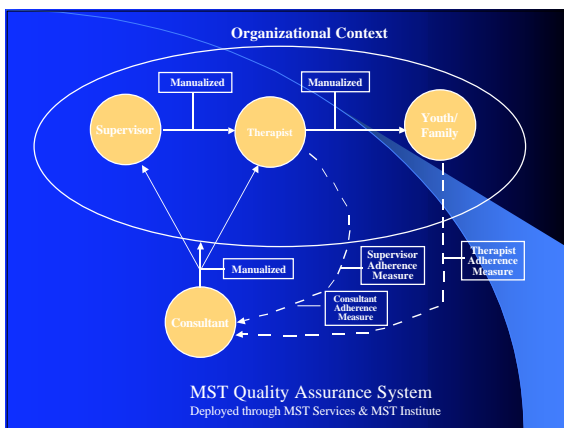 Organizational Context
Manualized
Manualized
Supervisor
Therapist
Youth/
Family
Manualized
Supervisor
Adherence
Measure
Therapist
Adherence
Measure
Consultant
Adherence
Measure
Consultant
MST Quality Assurance System
Deployed through MST Services & MST Institute